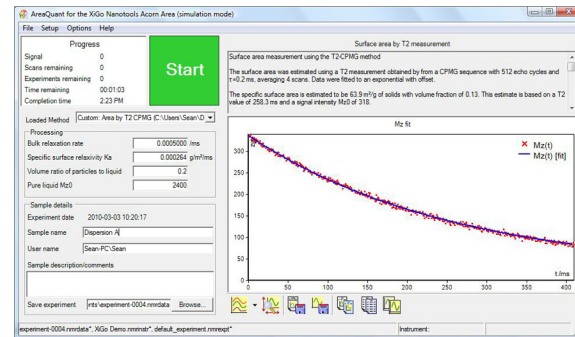 AreaQuant for the XiGo Nanotools Acorn Area (simulation mode)
File Setup Options Help
Progress
Signal 0
Scans remaining 0
Experiments remaining 0
Time remaining 00:01:03
Completion time 2:23 PM
Start
Loaded Method Custom: Area by T2 CPMG (C:\Users\Sean\D
Processing
Bulk relaxation rate 0.0005000 /ms
Specific surface relaxivity Ka 0.000264 g/m²/ms
Volume ratio of particles to liquid 0.2
Pure liquid Mz0 2400
Sample details
Experiment date 2010-03-03 10:20:17
Sample name Dispersion A
User name Sean-PC\Sean
Sample description/comments
Save experiment nts\experiment-0004.nmrdata Browse...
Surface area by T2 measurement
Surface area measurement using the T2-CPMG method
The surface area was estimated using a T2 measurement obtained by from a CPMG sequence with 512 echo cycles and
τ=0.2 ms, averaging 4 scans. Data were fitted to an exponential with offset.
The specific surface area is estimated to be 63.9 m²/g of solids with volume fraction of 0.13. This estimate is based on a T2
value of 258.3 ms and a signal intensity Mz0 of 318.
Mz fit
Mz(t)
Mz(t) [fit]
300
250
200
150
100
50
0
0 50 100 150 200 250 300 350 400
t /ms
experiment-0004.nmrdata*, XiGo Demo.nmrinstr*, default_experiment.nmrexpt*
Instrument: